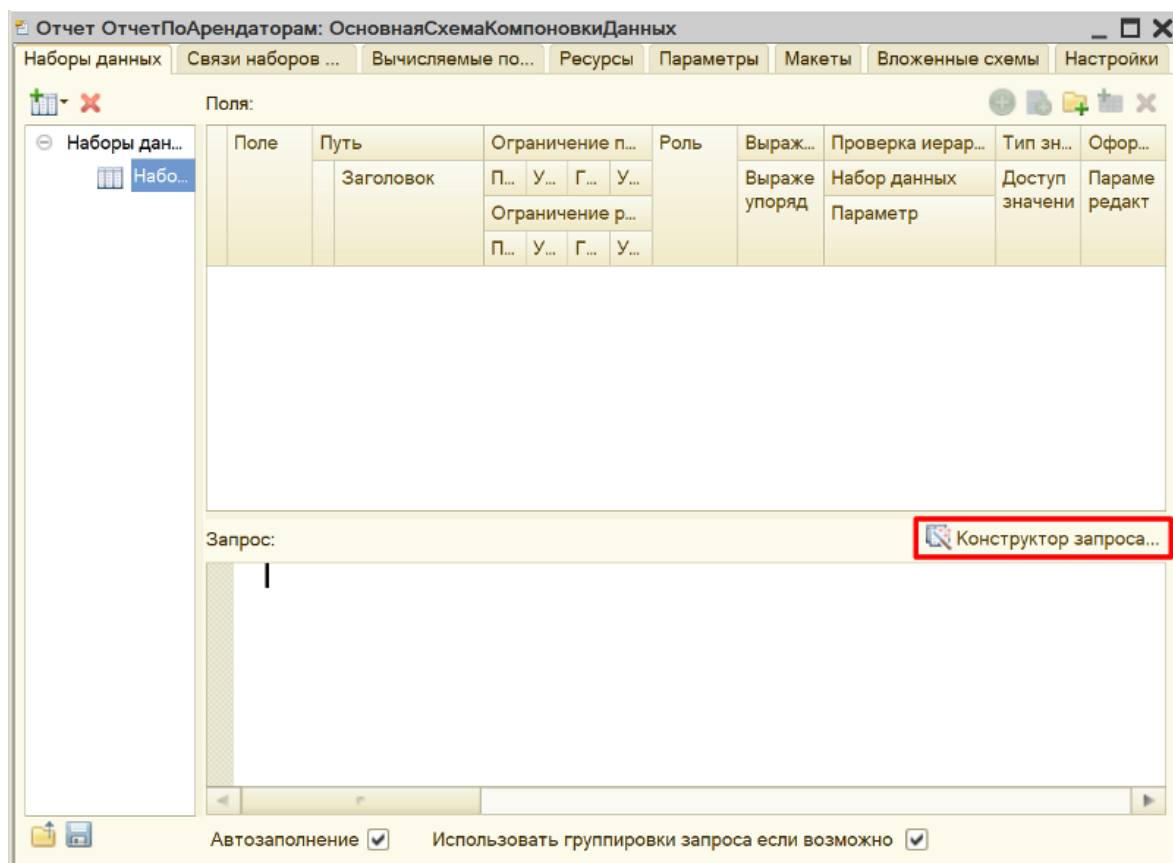 Отчет ОтчетПоАрендаторам: ОсновнаяСхемаКомпоновкиДанных
Наборы данных Связи наборов ... Вычисляемые по... Ресурсы Параметры Макеты Вложенные схемы Настройки
Поля:
Наборы дан...
Набо...
Поле Путь Ограничение п... Роль Выраж... Проверка иерар... Тип зн... Офор...
Заголовок П... У... Г... У... Выраже Набор данных Доступ Параме
Ограничение р... упоряд Параметр значени редакт
П... У... Г... У...
Запрос:
Конструктор запроса...
Автозаполнение Использовать группировки запроса если возможно